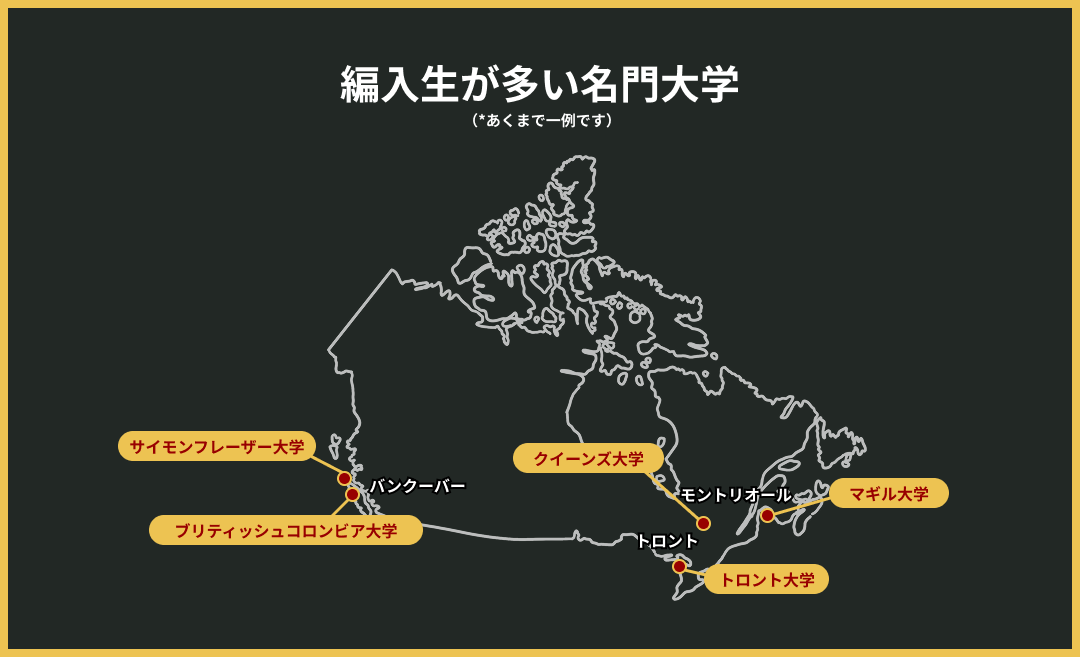 編入生が多い名門大学
(*あくまで一例です)
サイモンフレーザー大学
クイーンズ大学
バンクーバー
モントリオール
マギル大学
ブリティッシュコロンビア大学
トロント
トロント大学